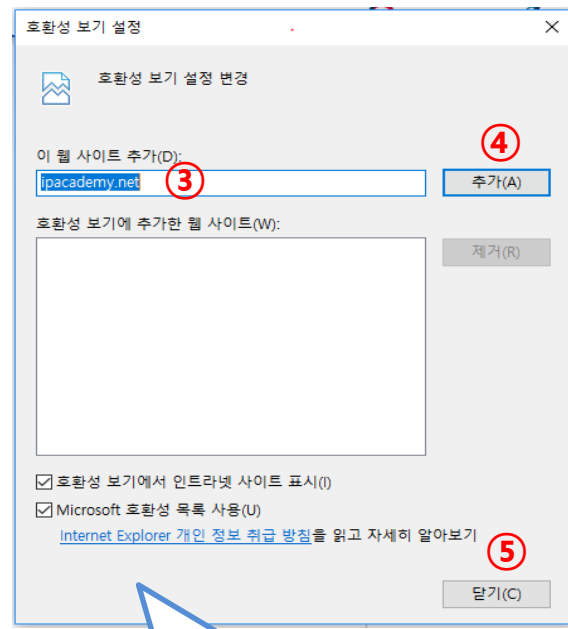 호환성 보기 설정
호환성 보기 설정 변경
④
이 웹 사이트 추가(D):
ipacademy.net ③ 추가(A)
호환성 보기에 추가한 웹 사이트(W):
제거(R)
호환성 보기에서 인트라넷 사이트 표시(I)
Microsoft 호환성 목록 사용(U)
Internet Explorer 개인 정보 취급 방침을 읽고 자세히 알아보기
⑤
닫기(C)